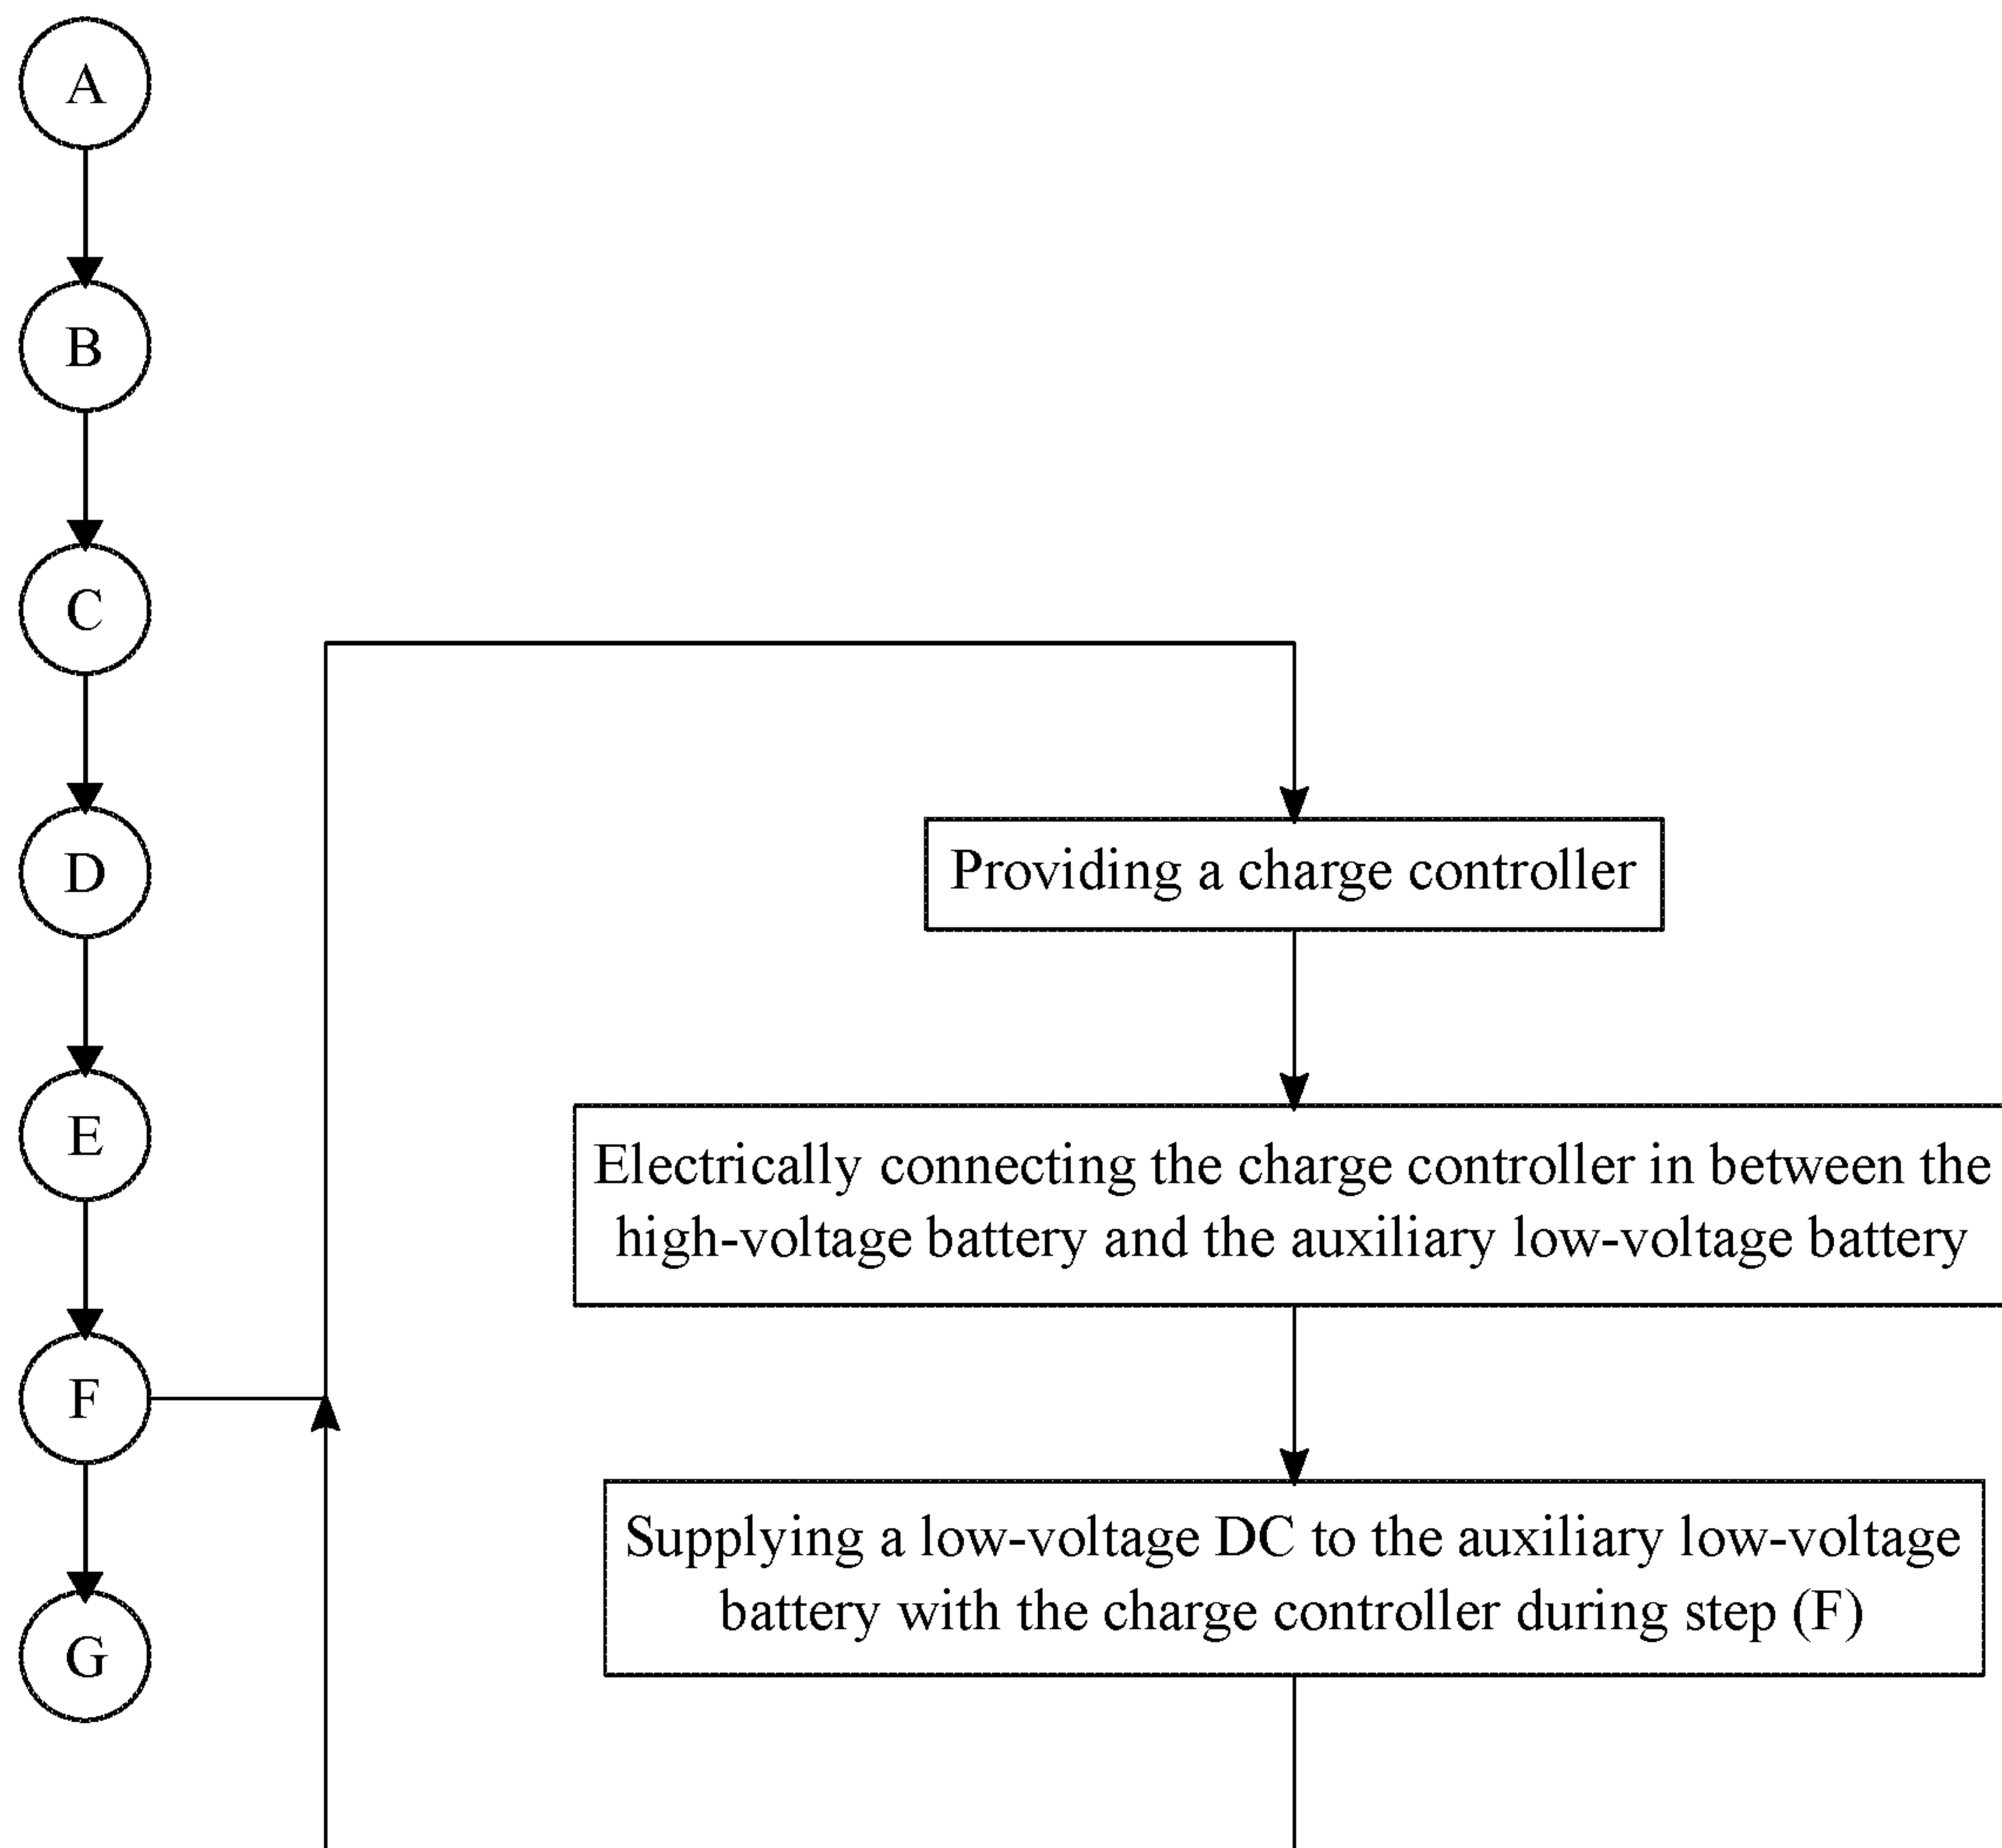 A
B
C
D
E
F
G
Providing a charge controller
Electrically connecting the charge controller in between the
high-voltage battery and the auxiliary low-voltage battery
Supplying a low-voltage DC to the auxiliary low-voltage
battery with the charge controller during step (F)